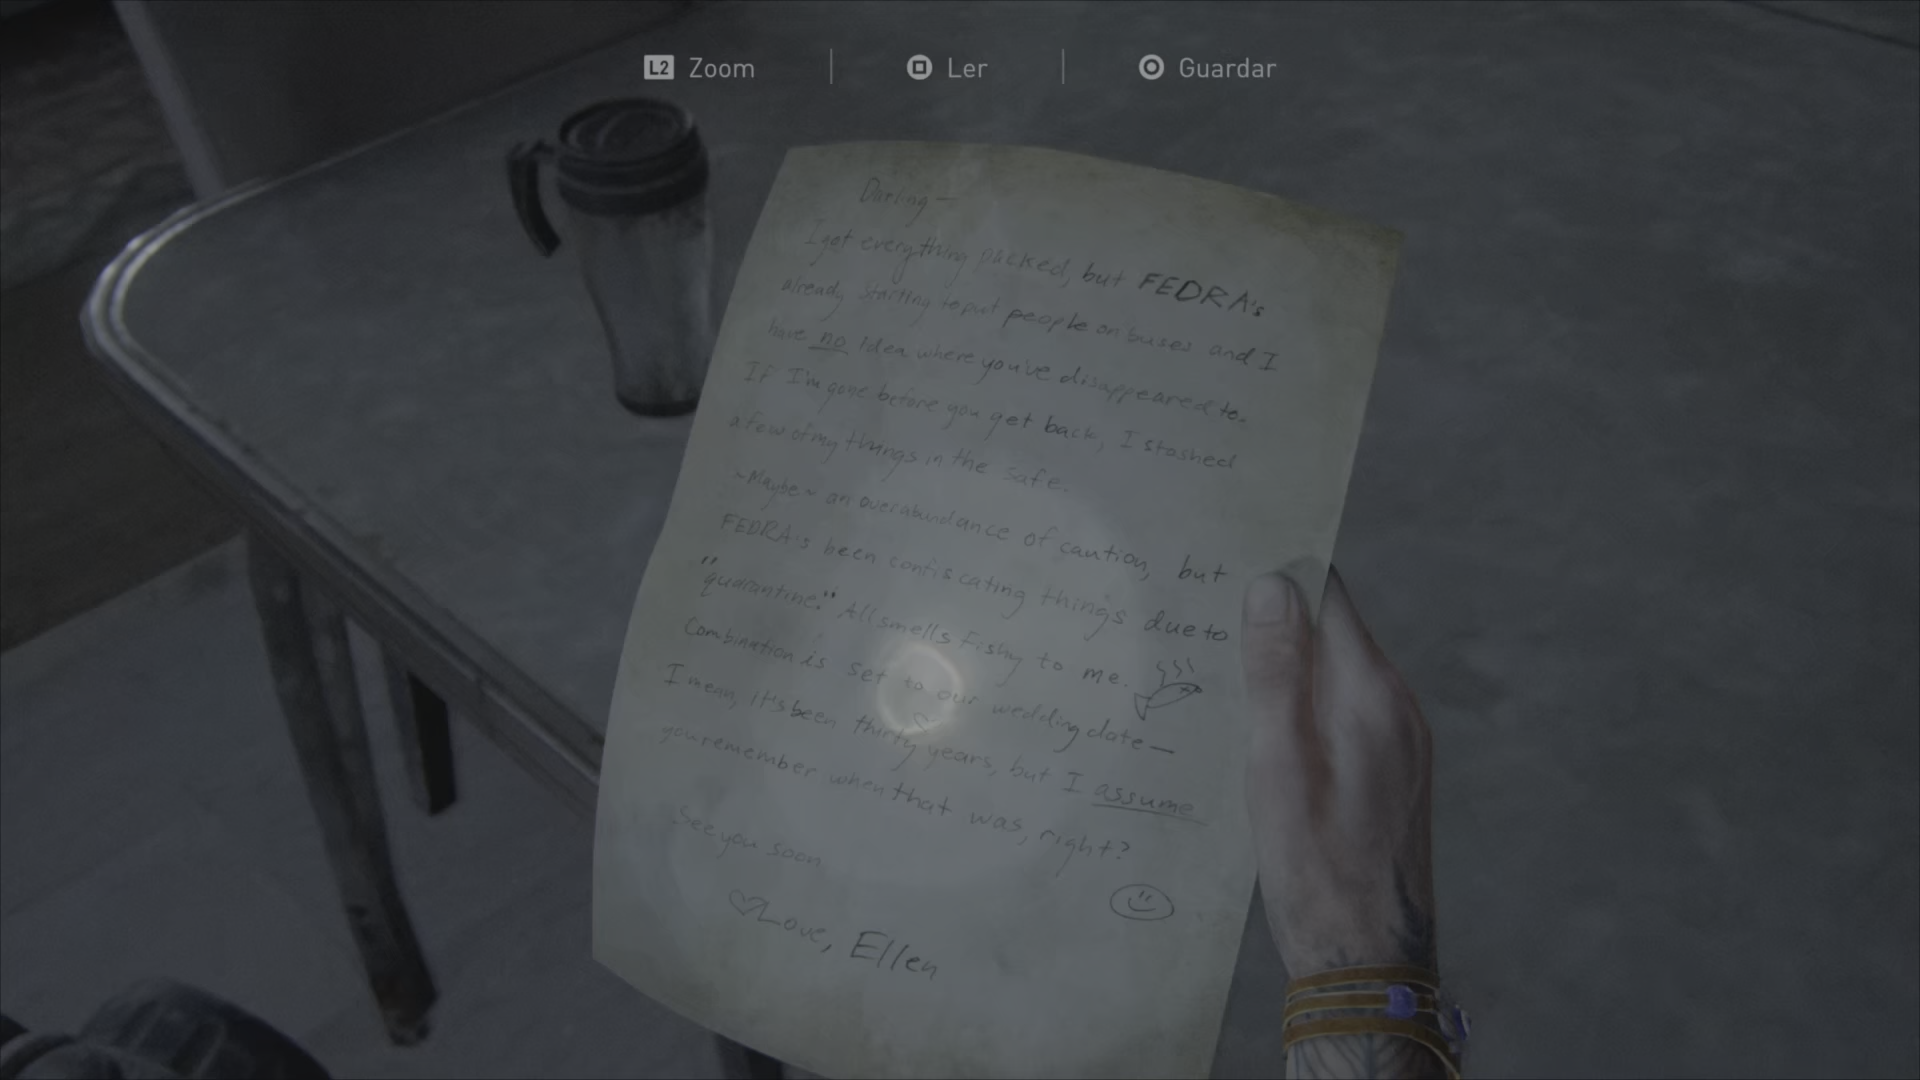 L2 Zoom | Ler | Guardar
Darling —
I got everything packed, but FEDRA's
already starting to put people on buses and I
have no idea where you've disappeared to.
If I'm gone before you get back, I stashed
a few of my things in the safe.
~Maybe~ an overabundance of caution, but
FEDRA's been confiscating things due to
"quarantine." All smells fishy to me.
Combination is set to our wedding date —
I mean, it's been thirty years, but I assume
you remember when that was, right?
See you soon
Love, Ellen